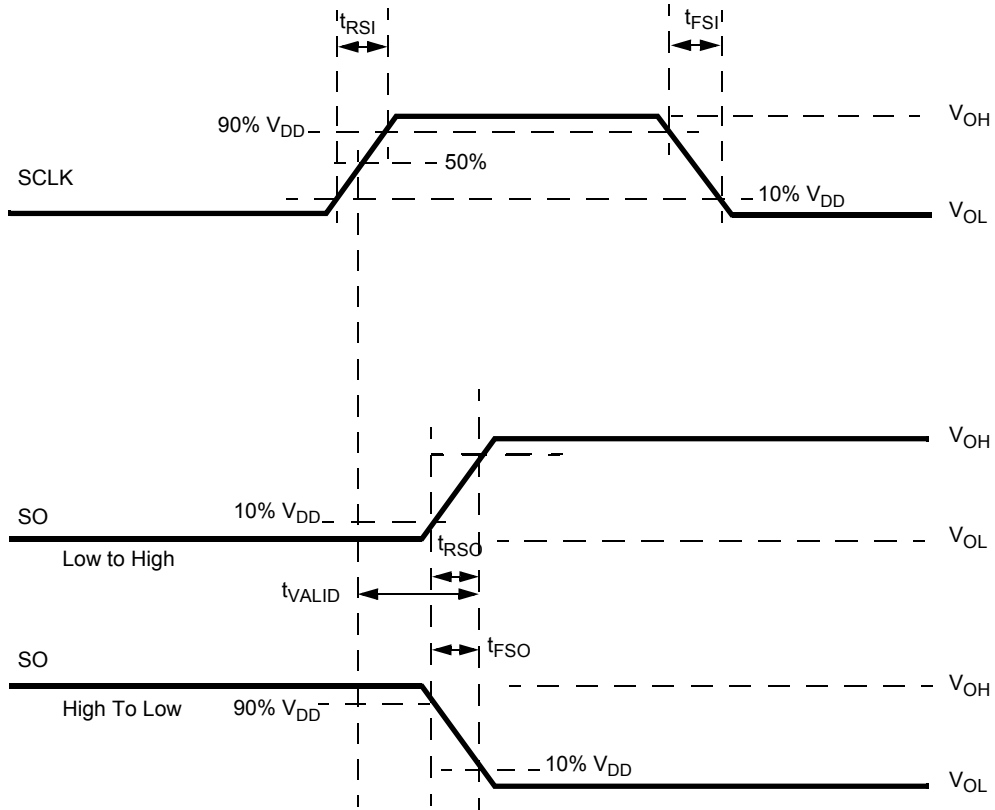 tRSI
tFSI
90% VDD
VOH
50%
SCLK
10% VDD
VOL
VOH
10% VDD
SO
VOL
Low to High
tRSO
tVALID
tFSO
SO
VOH
High To Low
90% VDD
10% VDD
VOL